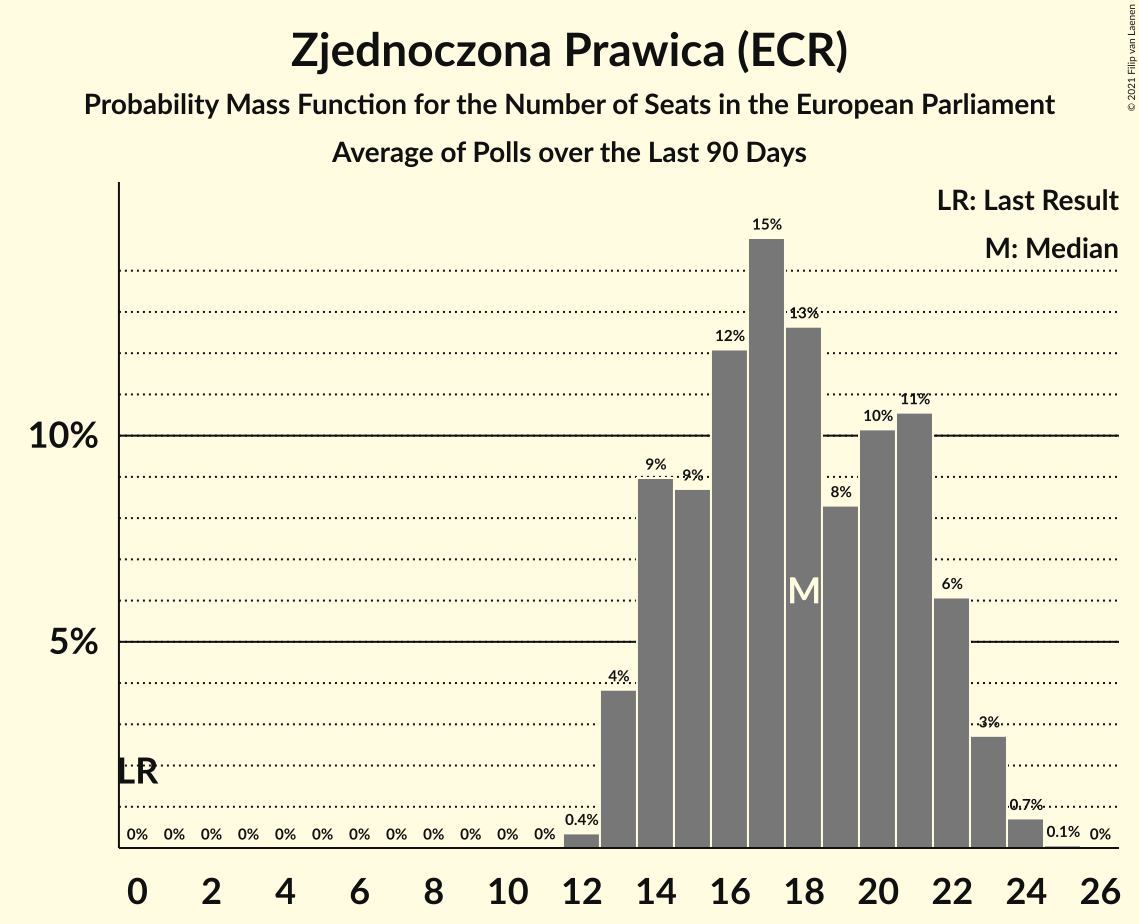 Zjednoczona Prawica (ECR)
Probability Mass Function for the Number of Seats in the European Parliament
Average of Polls over the Last 90 Days
© 2021 Filip van Laenen
LR: Last Result
M: Median
10%
5%
LR
M
0% 0% 0% 0% 0% 0% 0% 0% 0% 0% 0% 0% 0.4% 4% 9% 9% 12% 15% 13% 8% 10% 11% 6% 3% 0.7% 0.1% 0%
0 2 4 6 8 10 12 14 16 18 20 22 24 26